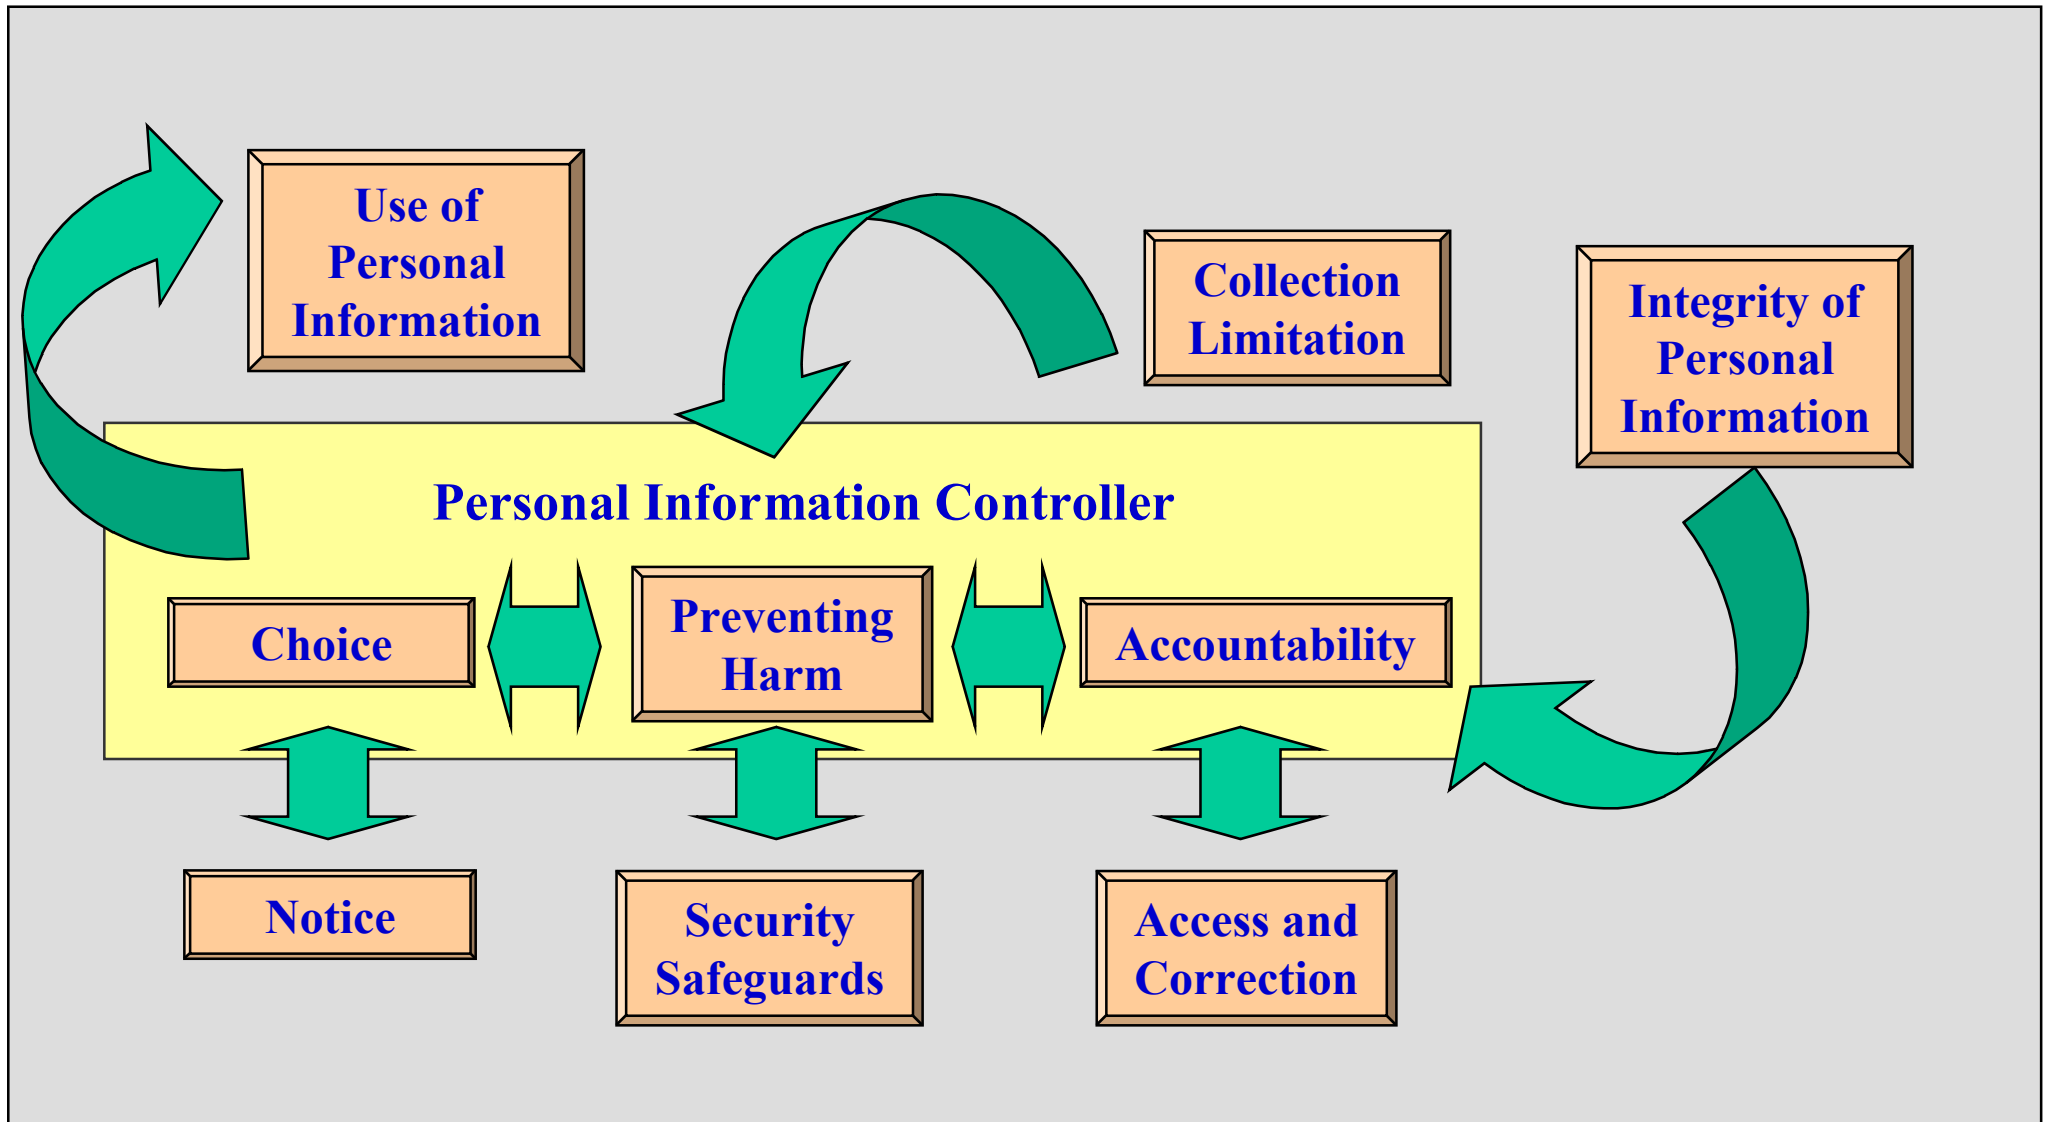 Use of
Personal
Information
Collection
Limitation
Integrity of
Personal
Information
Personal Information Controller
Choice
Preventing
Harm
Accountability
Notice
Security
Safeguards
Access and
Correction